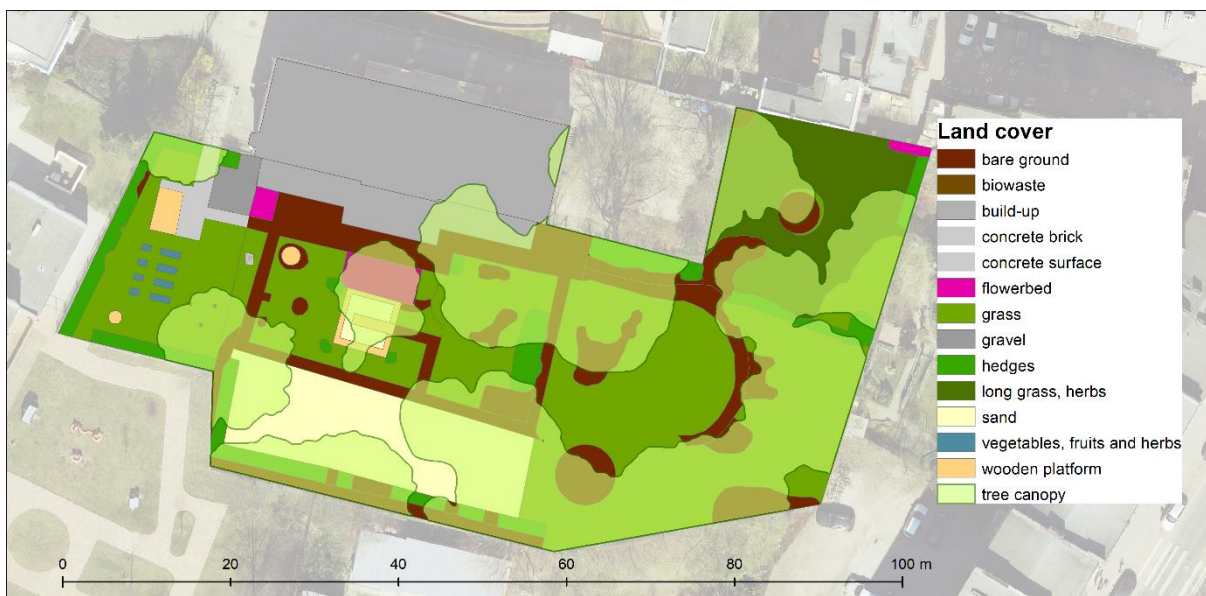 Land cover
bare ground
biowaste
build-up
concrete brick
concrete surface
flowerbed
grass
gravel
hedges
long grass, herbs
sand
vegetables, fruits and herbs
wooden platform
tree canopy
0 20 40 60 80 100 m